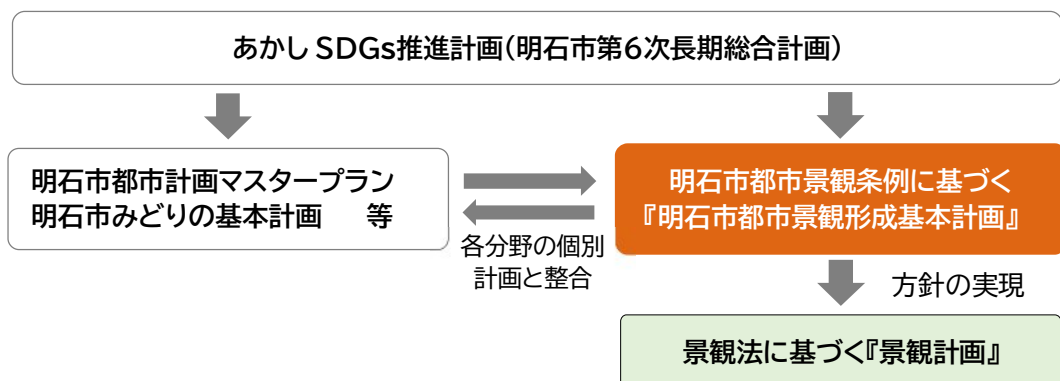 あかし SDGs推進計画(明石市第6次長期総合計画)
明石市都市計画マスタープラン
明石市みどりの基本計画　等
各分野の個別
計画と整合
明石市都市景観条例に基づく
『明石市都市景観形成基本計画』
方針の実現
景観法に基づく『景観計画』